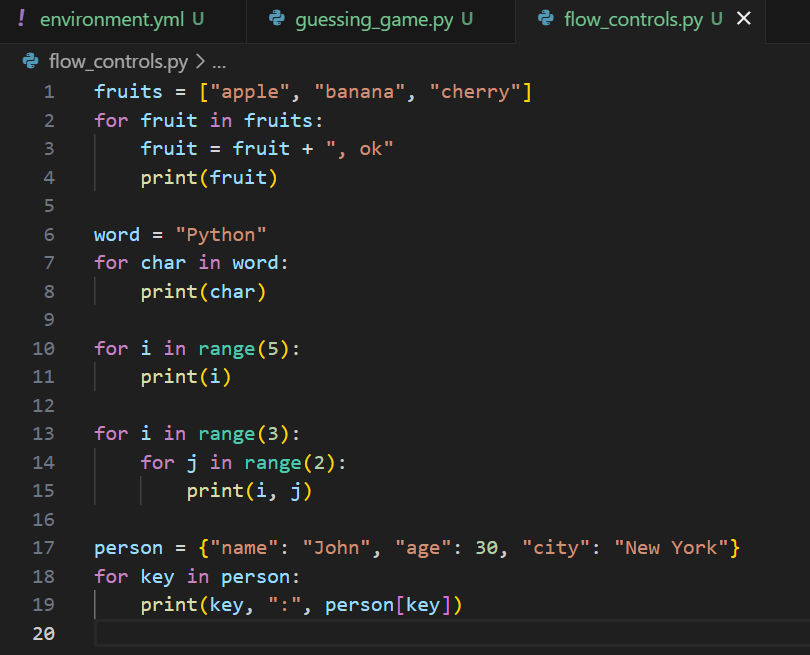 ! environment.yml U guessing_game.py U flow_controls.py U ×
flow_controls.py > ...
1 fruits = ["apple", "banana", "cherry"]
2 for fruit in fruits:
3     fruit = fruit + ", ok"
4     print(fruit)
5
6 word = "Python"
7 for char in word:
8     print(char)
9
10 for i in range(5):
11     print(i)
12
13 for i in range(3):
14     for j in range(2):
15         print(i, j)
16
17 person = {"name": "John", "age": 30, "city": "New York"}
18 for key in person:
19     print(key, ":", person[key])
20